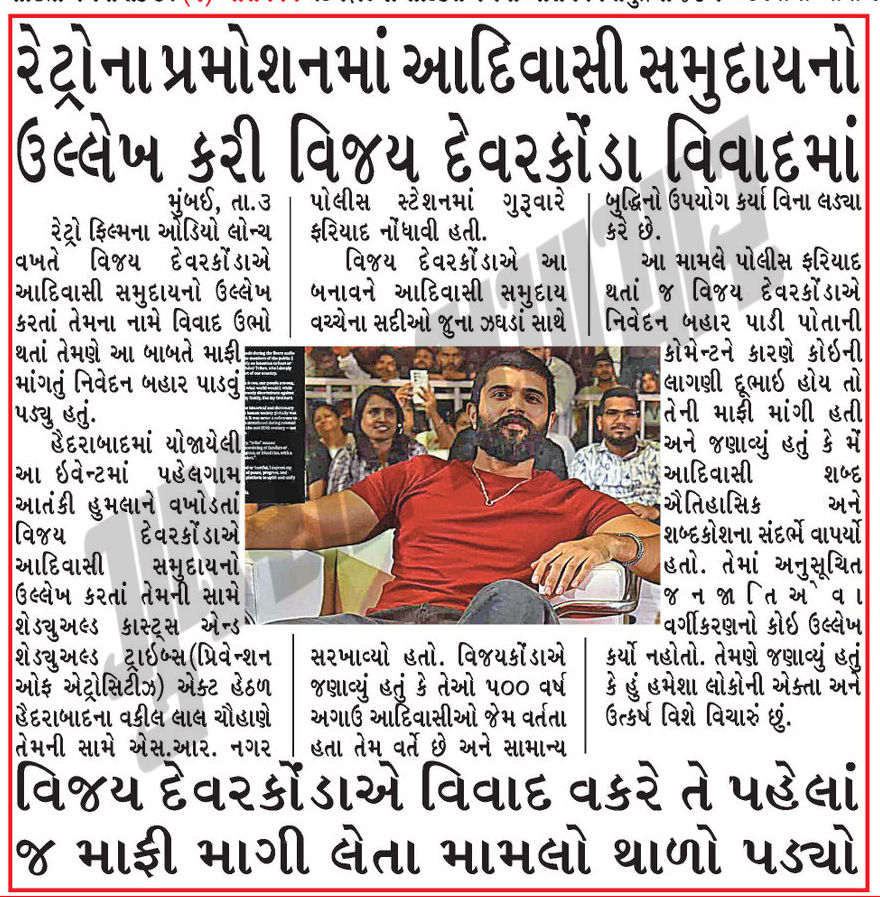 રેટ્રોના પ્રમોશનમાં આદિવાસી સમુદાયનો
ઉલ્લેખ કરી વિજય દેવરકોંડા વિવાદમાં
મુંબઇ, તા.૩
રેટ્રો ફિલ્મના ઓડિયો લોન્ચ
વખતે વિજય દેવરકોંડાએ
આદિવાસી સમુદાયનો ઉલ્લેખ
કરતાં તેમના નામે વિવાદ ઉભો
થતાં તેમણે આ બાબતે માફી
માંગતું નિવેદન બહાર પાડવું
પડ્યુ હતું.
હૈદરાબાદમાં યોજાયેલી
આ ઇવેન્ટમાં પહેલગામ
આતંકી હુમલાને વખોડતાં
વિજય દેવરકોંડાએ
આદિવાસી સમુદાયનો
ઉલ્લેખ કરતાં તેમની સામે
શેડ્યુઅલ્ડ કાસ્ટ્સ એન્ડ
શેડ્યુઅલ્ડ ટ્રાઇબ્સ(પ્રિવેન્શન
ઓફ એટ્રોસિટીઝ) એક્ટ હેઠળ
હૈદરાબાદના વકીલ લાલ ચૌહાણે
તેમની સામે એસ.આર. નગર
પોલીસ સ્ટેશનમાં ગુરૂવારે
ફરિયાદ નોંધાવી હતી.
વિજય દેવરકોંડાએ આ
બનાવને આદિવાસી સમુદાય
વચ્ચેના સદીઓ જુના ઝઘડાં સાથે
સરખાવ્યો હતો. વિજયકોંડાએ
જણાવ્યું હતું કે તેઓ ૫૦૦ વર્ષ
અગાઉ આદિવાસીઓ જેમ વર્તતા
હતા તેમ વર્તે છે અને સામાન્ય
બુદ્ધિનો ઉપયોગ કર્યા વિના લડ્યા
કરે છે.
આ મામલે પોલીસ ફરિયાદ
થતાં જ વિજય દેવરકોંડાએ
નિવેદન બહાર પાડી પોતાની
કોમેન્ટને કારણે કોઇની
લાગણી દૂભાઇ હોય તો
તેની માફી માંગી હતી
અને જણાવ્યું હતું કે મેં
આદિવાસી શબ્દ
ઐતિહાસિક અને
શબ્દકોશના સંદર્ભે વાપર્યો
હતો. તેમાં અનુસૂચિત
જનજાતિ એવા
વર્ગીકરણનો કોઇ ઉલ્લેખ
કર્યો નહોતો. તેમણે જણાવ્યું હતું
કે હું હમેશા લોકોની એકતા અને
ઉત્કર્ષ વિશે વિચારું છું.
વિજય દેવરકોંડાએ વિવાદ વકરે તે પહેલાં
જ માફી માગી લેતા મામલો થાળો પડ્યો